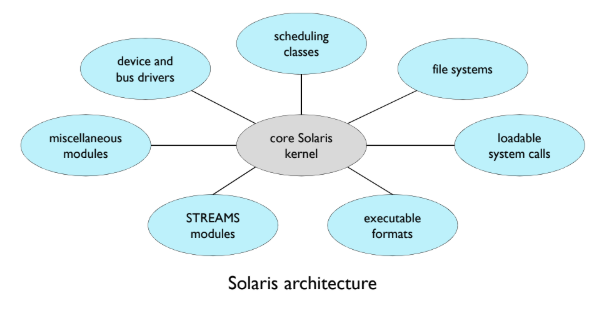 scheduling
classes
device and
bus drivers
file systems
miscellaneous
modules
core Solaris
kernel
loadable
system calls
STREAMS
modules
executable
formats
Solaris architecture